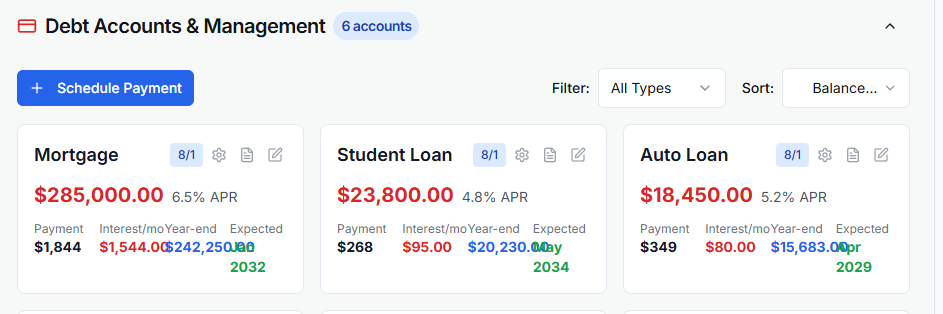 Debt Accounts & Management 6 accounts
Schedule Payment Filter: All Types Sort: Balance...
Mortgage 8/1
$285,000.00 6.5% APR
Payment Interest/mo Year-end Expected
$1,844 $1,544.00 $242,250.00 Jan
2032
Student Loan 8/1
$23,800.00 4.8% APR
Payment Interest/mo Year-end Expected
$268 $95.00 $20,230.00 May
2034
Auto Loan 8/1
$18,450.00 5.2% APR
Payment Interest/mo Year-end Expected
$349 $80.00 $15,683.00 Apr
2029